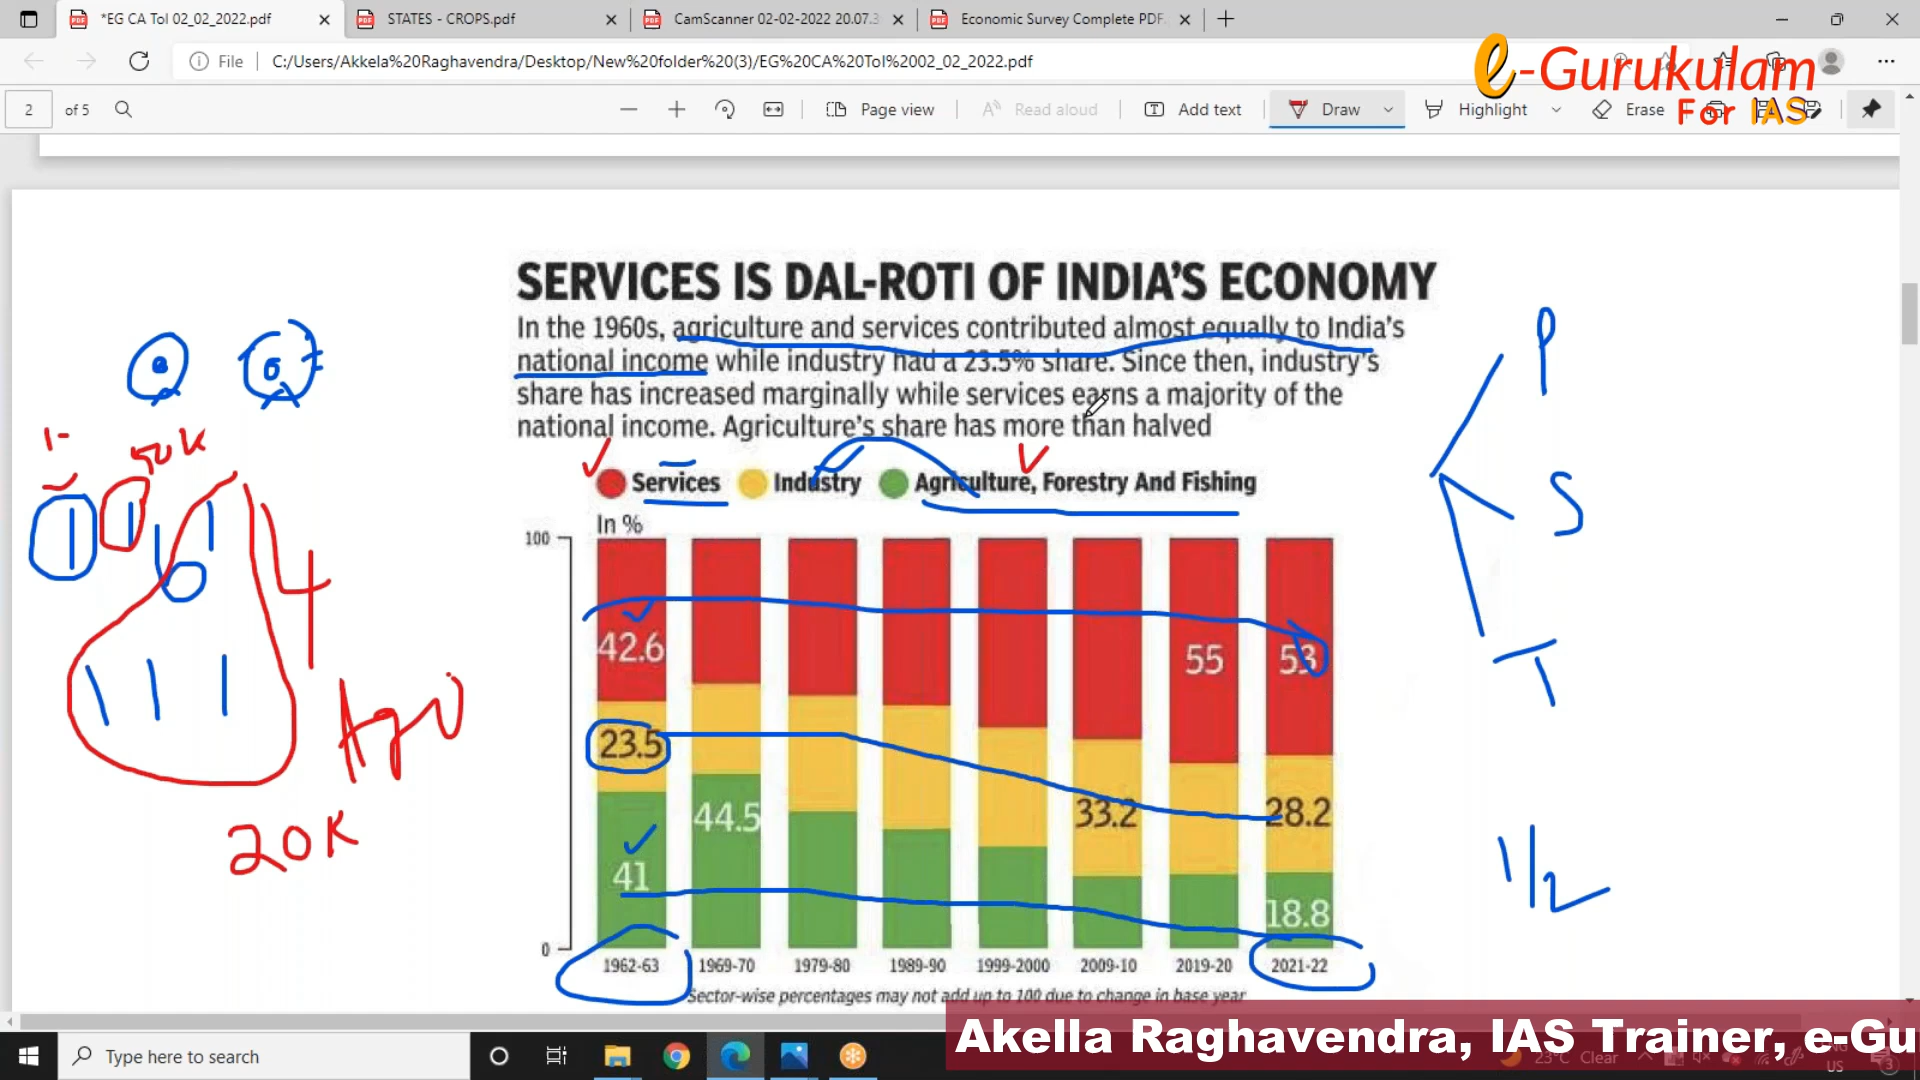 *EG CA ToI 02_02_2022.pdf
STATES - CROPS.pdf
CamScanner 02-02-2022 20.07.3
Economic Survey Complete PDF.
File
C:/Users/Akkela%20Raghavendra/Desktop/New%20folder%20(3)/EG%20CA%20ToI%2002_02_2022.pdf
e-Gurukulam
For IAS
2 of 5
Page view
Read aloud
Add text
Draw
Highlight
Erase
SERVICES IS DAL-ROTI OF INDIA'S ECONOMY
In the 1960s, agriculture and services contributed almost equally to India's
national income while industry had a 23.5% share. Since then, industry's
share has increased marginally while services earns a majority of the
national income. Agriculture's share has more than halved
Services Industry Agriculture, Forestry And Fishing
In %
100
42.6 55 53
23.5 33.2 28.2
44.5
41 18.8
0
1962-63 1969-70 1979-80 1989-90 1999-2000 2009-10 2019-20 2021-22
Sector-wise percentages may not add up to 100 due to change in base year
P
S
T
1/2
50K
4
20K
Akella Raghavendra, IAS Trainer, e-Gu
Type here to search
23°C Clear
US